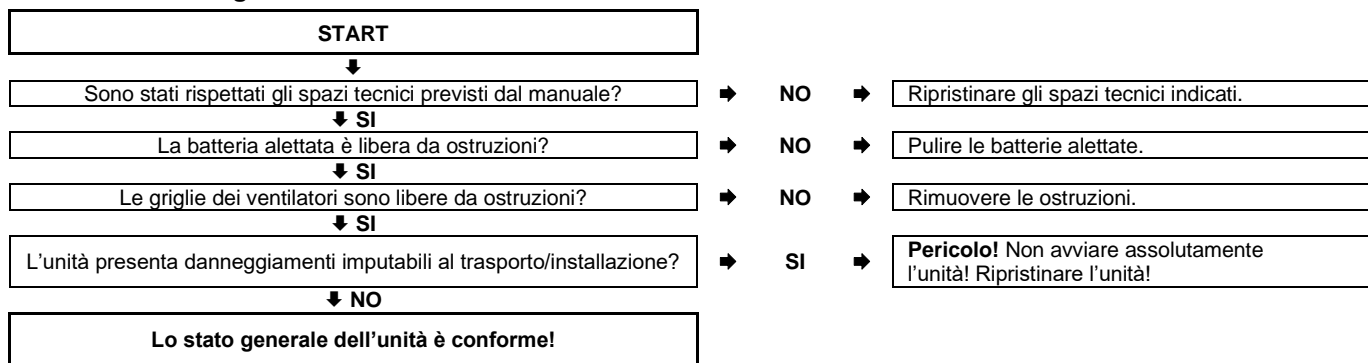 START
Sono stati rispettati gli spazi tecnici previsti dal manuale? NO Ripristinare gli spazi tecnici indicati.
SI
La batteria alettata è libera da ostruzioni? NO Pulire le batterie alettate.
SI
Le griglie dei ventilatori sono libere da ostruzioni? NO Rimuovere le ostruzioni.
SI
L'unità presenta danneggiamenti imputabili al trasporto/installazione? SI Pericolo! Non avviare assolutamente
l'unità! Ripristinare l'unità!
NO
Lo stato generale dell'unità è conforme!